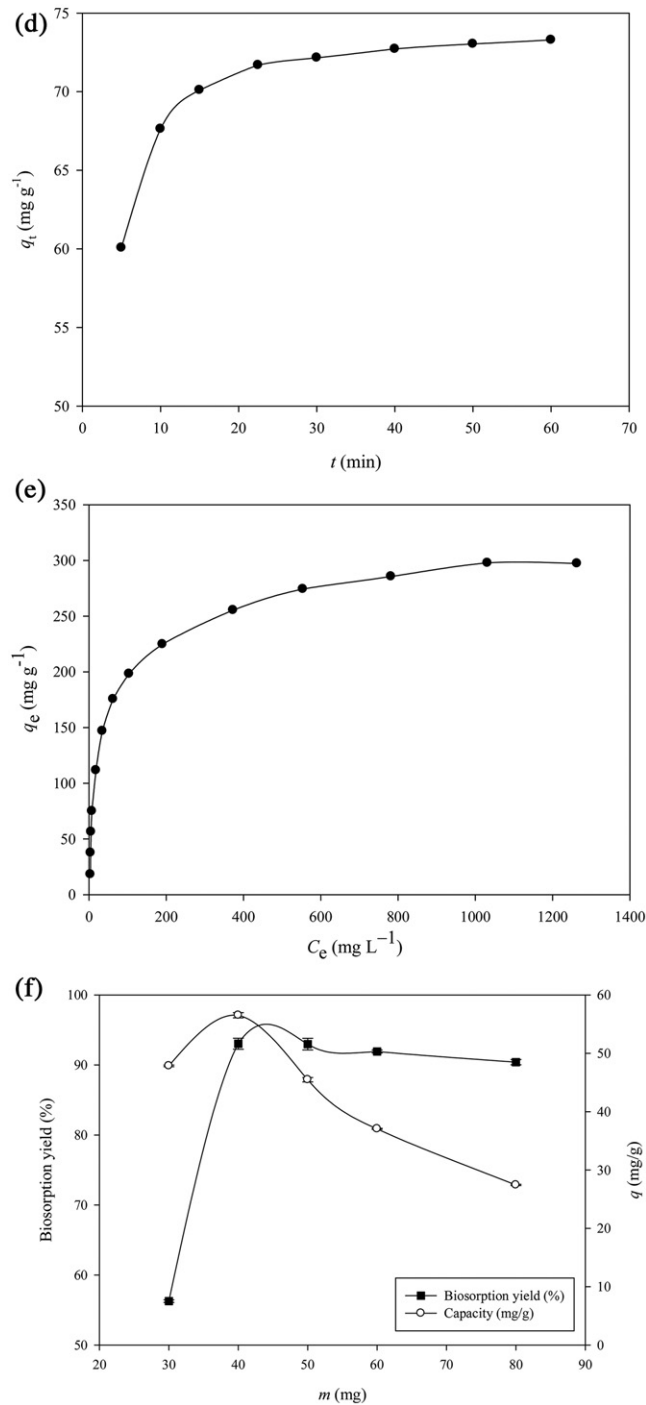 (d)
75
70
65
60
55
50
qt (mg g-1)
0 10 20 30 40 50 60 70
t (min)
(e)
350
300
250
200
150
100
50
0
qe (mg g-1)
0 200 400 600 800 1000 1200 1400
Ce (mg L−1)
(f)
100
90
80
70
60
50
Biosorption yield (%)
60
50
40
30
20
10
0
q (mg/g)
Biosorption yield (%)
Capacity (mg/g)
20 30 40 50 60 70 80 90
m (mg)